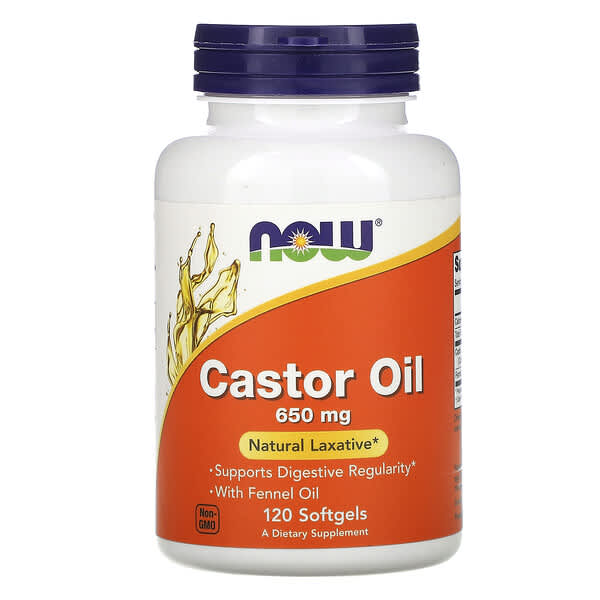 NOW®
Castor Oil
650 mg
Natural Laxative*
•Supports Digestive Regularity*
•With Fennel Oil
Non-
GMO
120 Softgels
A Dietary Supplement